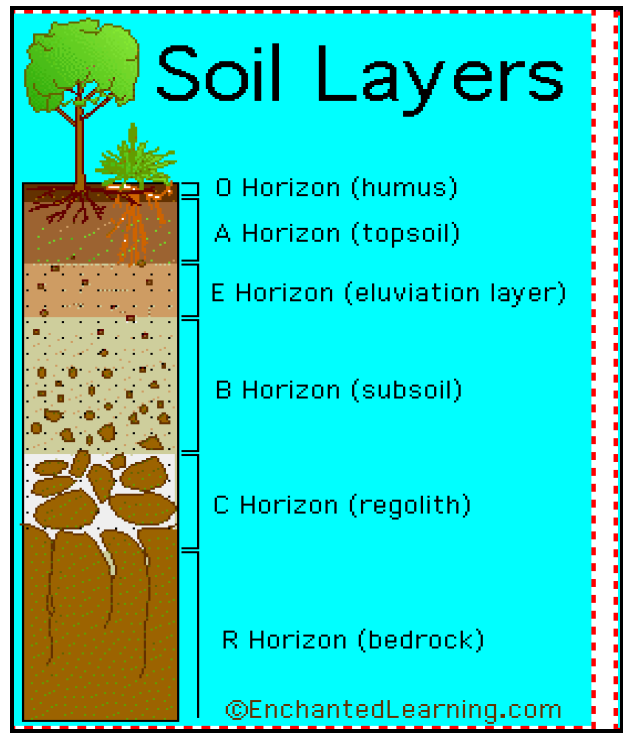 Soil Layers
O Horizon (humus)
A Horizon (topsoil)
E Horizon (eluviation layer)
B Horizon (subsoil)
C Horizon (regolith)
R Horizon (bedrock)
©EnchantedLearning.com